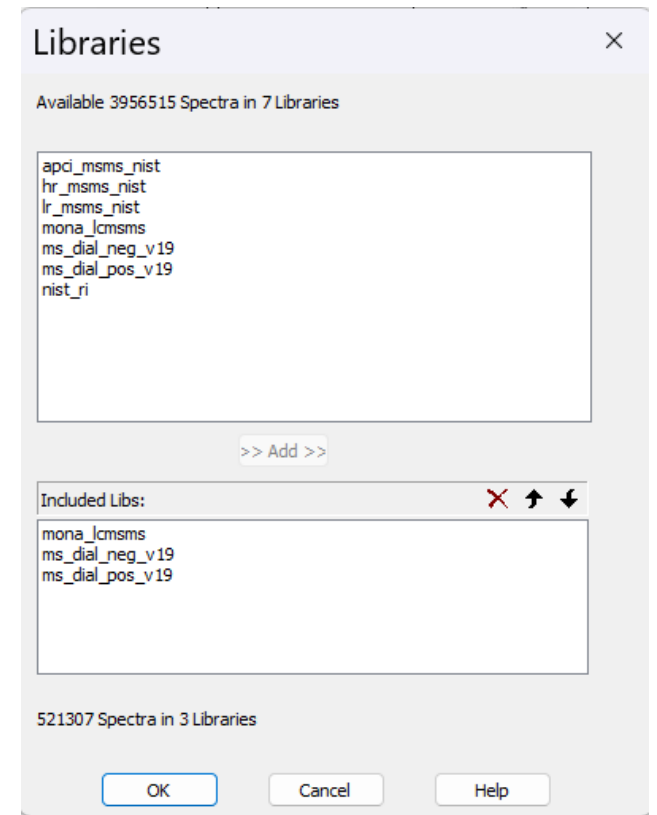 Libraries
Available 3956515 Spectra in 7 Libraries
apci_msms_nist
hr_msms_nist
lr_msms_nist
mona_lcmsms
ms_dial_neg_v19
ms_dial_pos_v19
nist_ri
>> Add >>
Included Libs:
mona_lcmsms
ms_dial_neg_v19
ms_dial_pos_v19
521307 Spectra in 3 Libraries
OK Cancel Help